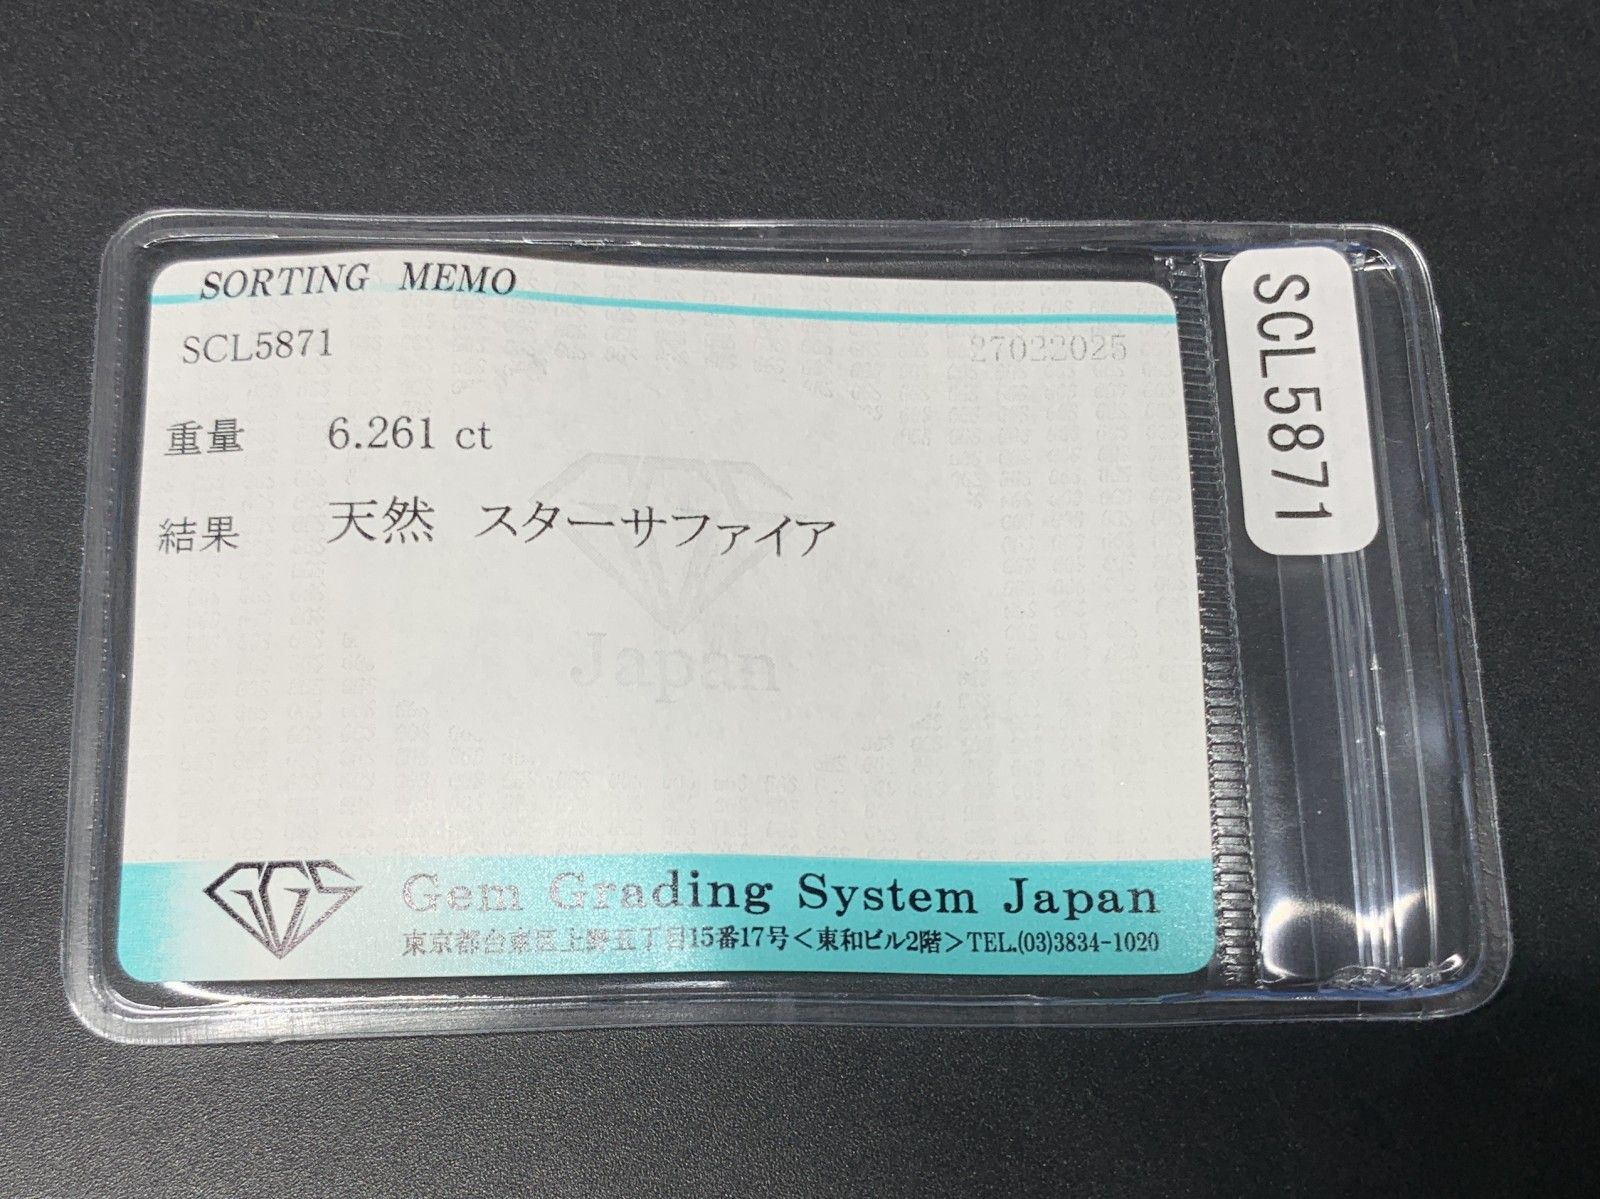 SORTING MEMO
SCL5871
27022025
重量 6.261 ct
結果 天然 スターサファイア
Japan
GGS
Gem Grading System Japan
東京都台東区上野五丁目15番17号<東和ビル2階>TEL.(03)3834-1020
SCL5871